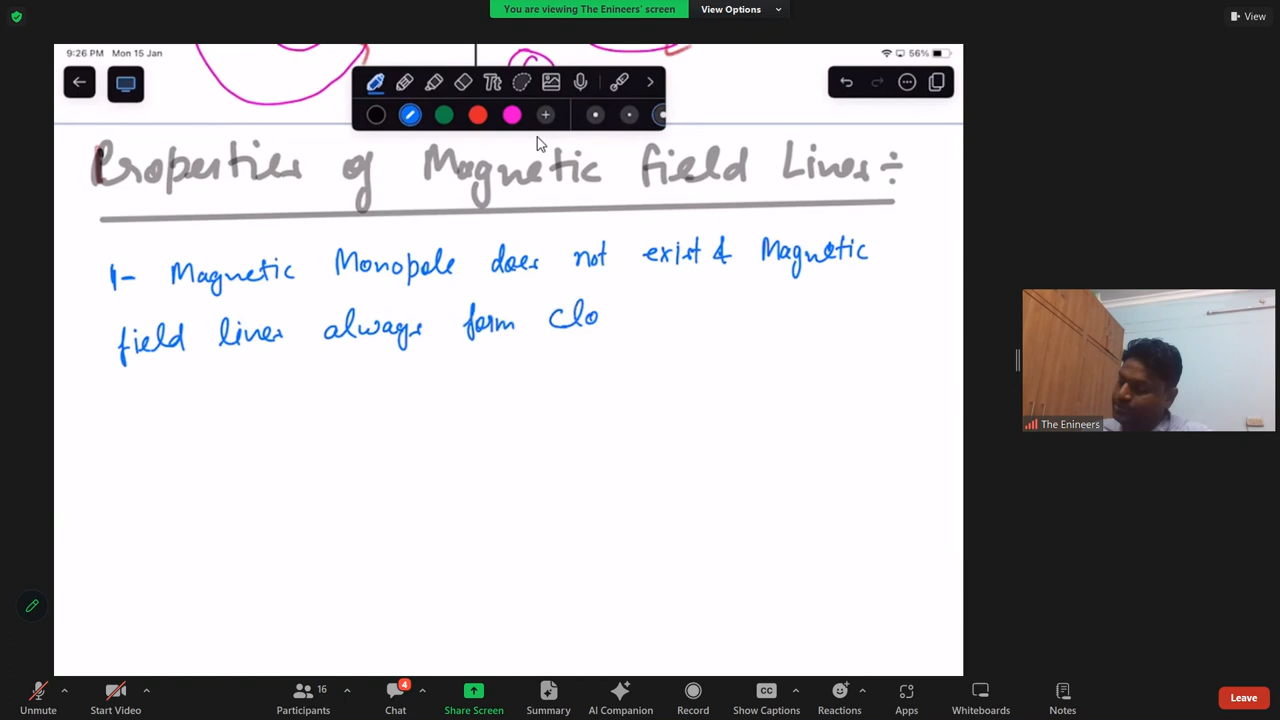 You are viewing The Enineers' screen
View Options
View
9:26 PM Mon 15 Jan
56%
Tt
Properties of Magnetic field Lines ÷
1- Magnetic Monopole does not exist & Magnetic
field lines always form clo
The Enineers
16
4
Unmute
Start Video
Participants
Chat
Share Screen
Summary
AI Companion
Record
CC
Show Captions
Reactions
Apps
Whiteboards
Notes
Leave